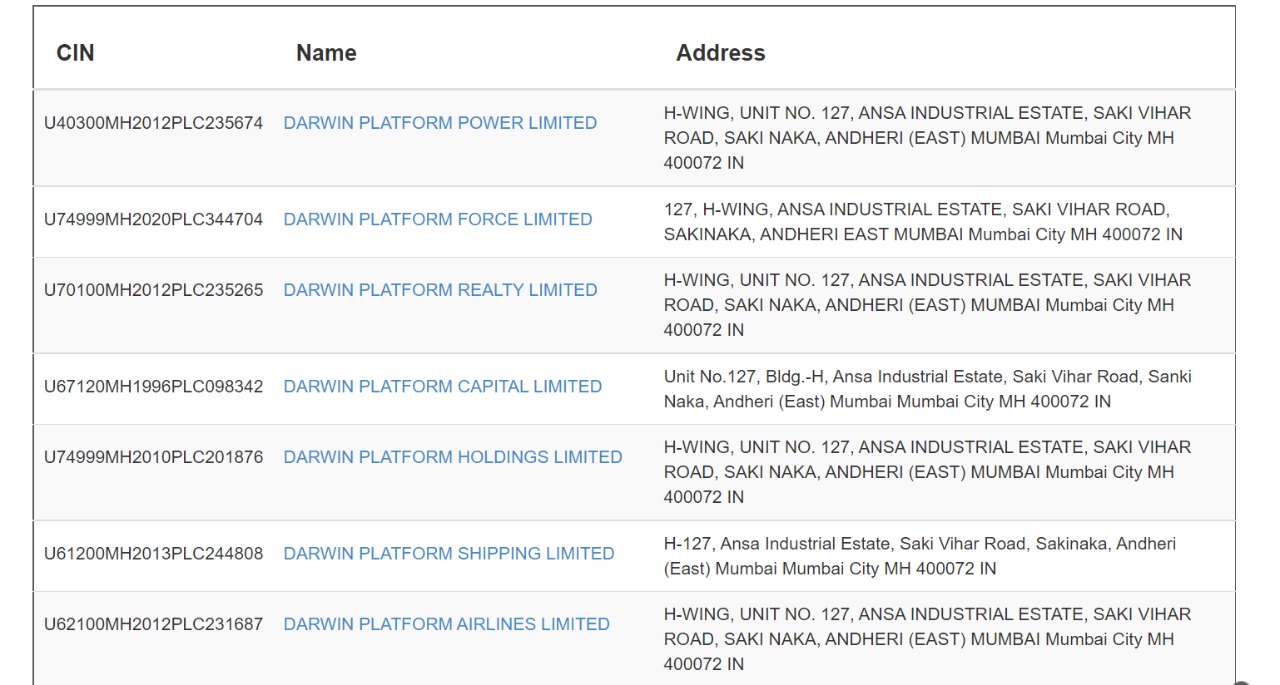 CIN Name Address
U40300MH2012PLC235674 DARWIN PLATFORM POWER LIMITED H-WING, UNIT NO. 127, ANSA INDUSTRIAL ESTATE, SAKI VIHAR
ROAD, SAKI NAKA, ANDHERI (EAST) MUMBAI Mumbai City MH
400072 IN
U74999MH2020PLC344704 DARWIN PLATFORM FORCE LIMITED 127, H-WING, ANSA INDUSTRIAL ESTATE, SAKI VIHAR ROAD,
SAKINAKA, ANDHERI EAST MUMBAI Mumbai City MH 400072 IN
U70100MH2012PLC235265 DARWIN PLATFORM REALTY LIMITED H-WING, UNIT NO. 127, ANSA INDUSTRIAL ESTATE, SAKI VIHAR
ROAD, SAKI NAKA, ANDHERI (EAST) MUMBAI Mumbai City MH
400072 IN
U67120MH1996PLC098342 DARWIN PLATFORM CAPITAL LIMITED Unit No.127, Bldg.-H, Ansa Industrial Estate, Saki Vihar Road, Sanki
Naka, Andheri (East) Mumbai Mumbai City MH 400072 IN
U74999MH2010PLC201876 DARWIN PLATFORM HOLDINGS LIMITED H-WING, UNIT NO. 127, ANSA INDUSTRIAL ESTATE, SAKI VIHAR
ROAD, SAKI NAKA, ANDHERI (EAST) MUMBAI Mumbai City MH
400072 IN
U61200MH2013PLC244808 DARWIN PLATFORM SHIPPING LIMITED H-127, Ansa Industrial Estate, Saki Vihar Road, Sakinaka, Andheri
(East) Mumbai Mumbai City MH 400072 IN
U62100MH2012PLC231687 DARWIN PLATFORM AIRLINES LIMITED H-WING, UNIT NO. 127, ANSA INDUSTRIAL ESTATE, SAKI VIHAR
ROAD, SAKI NAKA, ANDHERI (EAST) MUMBAI Mumbai City MH
400072 IN